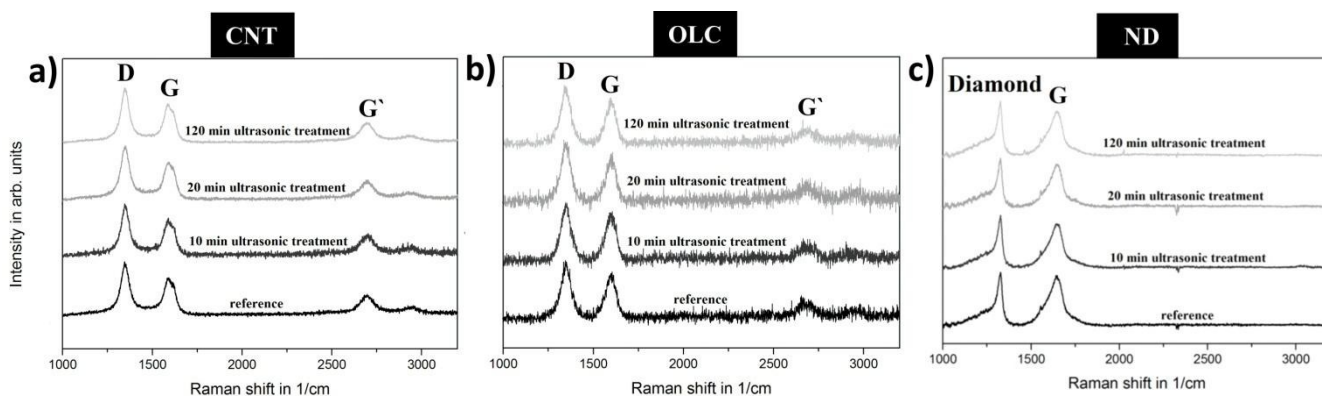 CNT
OLC
ND
a)
D
G
G`
120 min ultrasonic treatment
20 min ultrasonic treatment
10 min ultrasonic treatment
reference
Intensity in arb. units
1000 1500 2000 2500 3000
Raman shift in 1/cm
b)
D
G
G`
120 min ultrasonic treatment
20 min ultrasonic treatment
10 min ultrasonic treatment
reference
1000 1500 2000 2500 3000
Raman shift in 1/cm
c)
Diamond
G
120 min ultrasonic treatment
20 min ultrasonic treatment
10 min ultrasonic treatment
reference
1000 1500 2000 2500 3000
Raman shift in 1/cm